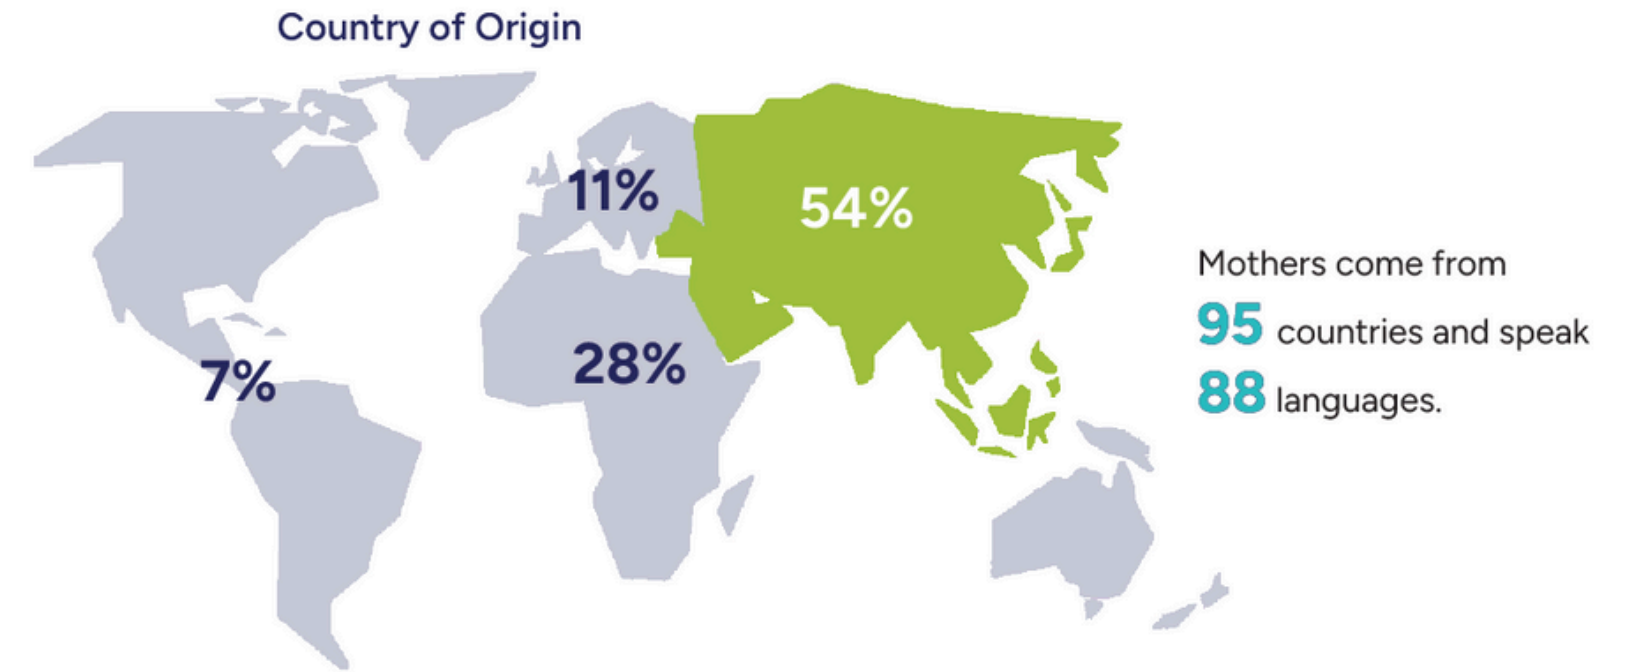 Country of Origin
11%
54%
28%
7%
Mothers come from
95 countries and speak
88 languages.